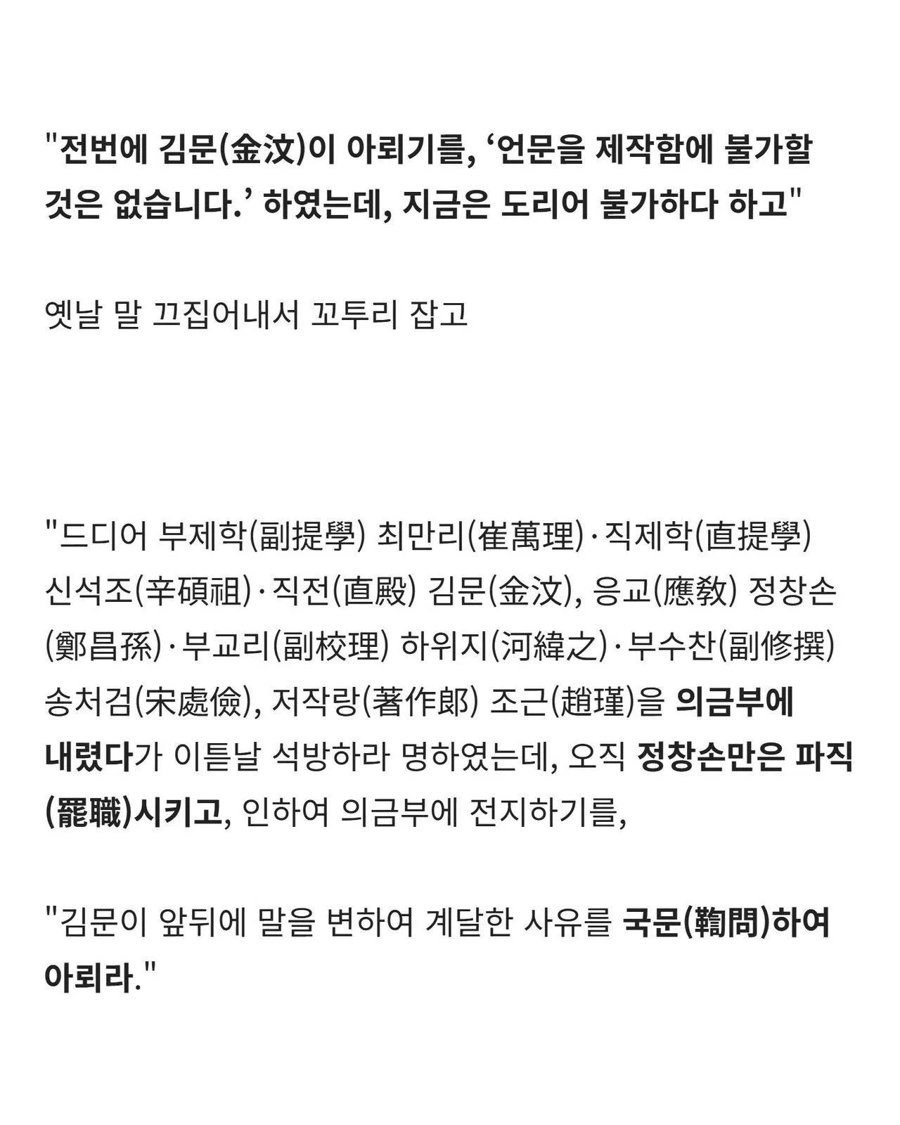 "전번에 김문(金汶)이 아뢰기를, ‘언문을 제작함에 불가할
것은 없습니다.’ 하였는데, 지금은 도리어 불가하다 하고"
옛날 말 끄집어내서 꼬투리 잡고
"드디어 부제학(副提學) 최만리(崔萬理)·직제학(直提學)
신석조(辛碩祖)·직전(直殿) 김문(金汶), 응교(應敎) 정창손
(鄭昌孫)·부교리(副校理) 하위지(河緯之)·부수찬(副修撰)
송처검(宋處儉), 저작랑(著作郞) 조근(趙瑾)을 의금부에
내렸다가 이튿날 석방하라 명하였는데, 오직 정창손만은 파직
(罷職)시키고, 인하여 의금부에 전지하기를,
"김문이 앞뒤에 말을 변하여 계달한 사유를 국문(鞫問)하여
아뢰라."